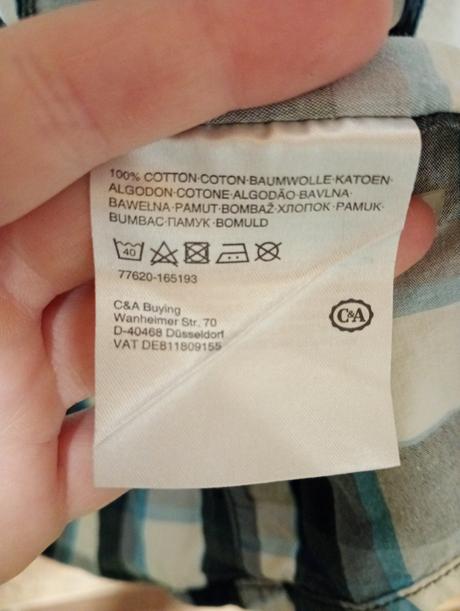 100% COTTON·COTON·BAUMWOLLE·KATOEN·
ALGODON·COTONE·ALGODÃO·BAVLNA·
BAWEŁNA·PAMUT·BOMBAŽ·ХЛОПОК·PAMUK·
BUMBAC·ПАМУК·BOMULD
40
77620-165193
C&A Buying
Wanheimer Str. 70
D-40468 Düsseldorf
VAT DE811809155
C&A